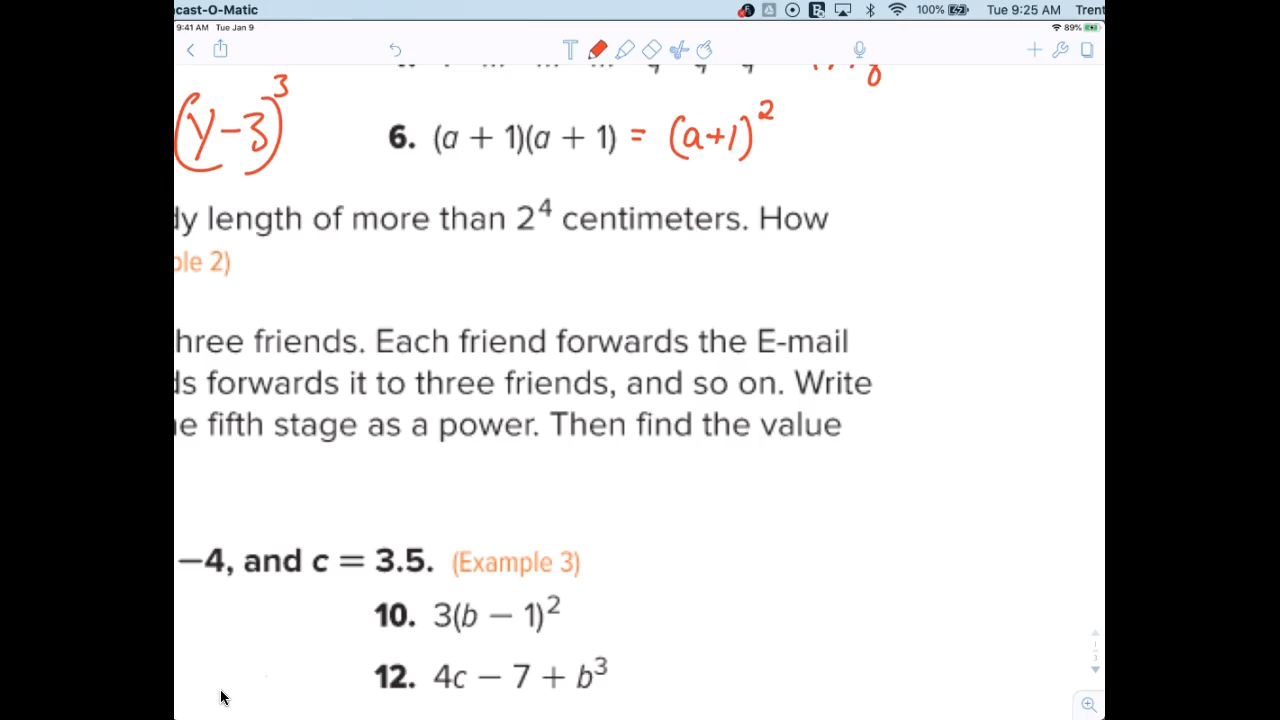 cast-O-Matic 100% Tue 9:25 AM Trent
9:41 AM Tue Jan 9 89%
(y-3)³ 6. (a + 1)(a + 1) = (a+1)²
dy length of more than 2⁴ centimeters. How
ple 2)
hree friends. Each friend forwards the E-mail
ds forwards it to three friends, and so on. Write
e fifth stage as a power. Then find the value
−4, and c = 3.5. (Example 3)
10. 3(b − 1)²
12. 4c − 7 + b³